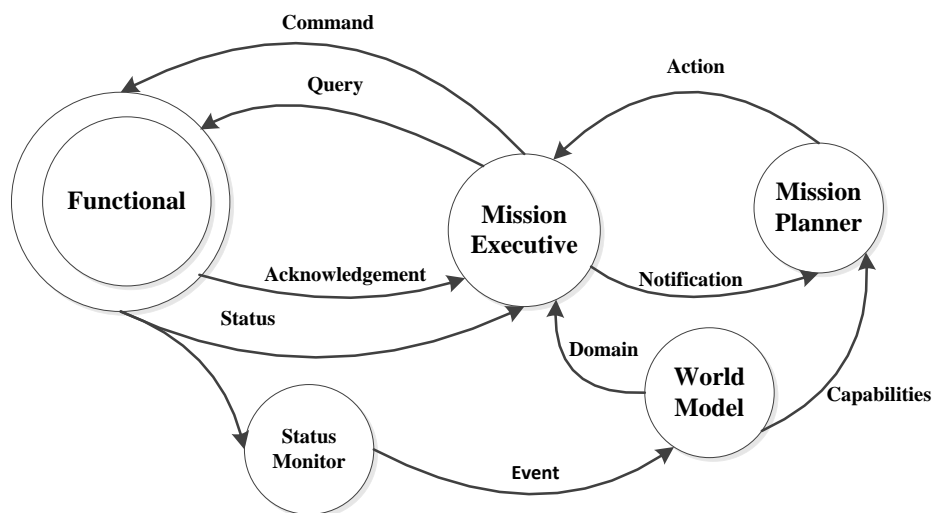 Command
Action
Query
Functional
Mission
Executive
Mission
Planner
Acknowledgement
Notification
Status
Domain
World
Model
Capabilities
Status
Monitor
Event